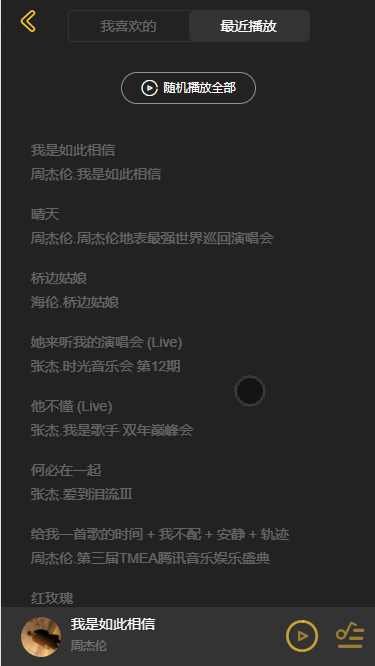 我喜欢的
最近播放
随机播放全部
我是如此相信
周杰伦.我是如此相信
晴天
周杰伦.周杰伦地表最强世界巡回演唱会
桥边姑娘
海伦.桥边姑娘
她来听我的演唱会 (Live)
张杰.时光音乐会 第12期
他不懂 (Live)
张杰.我是歌手 双年巅峰会
何必在一起
张杰.爱到泪流Ⅲ
给我一首歌的时间 + 我不配 + 安静 + 轨迹
周杰伦.第三届TMEA腾讯音乐娱乐盛典
红玫瑰
我是如此相信
周杰伦